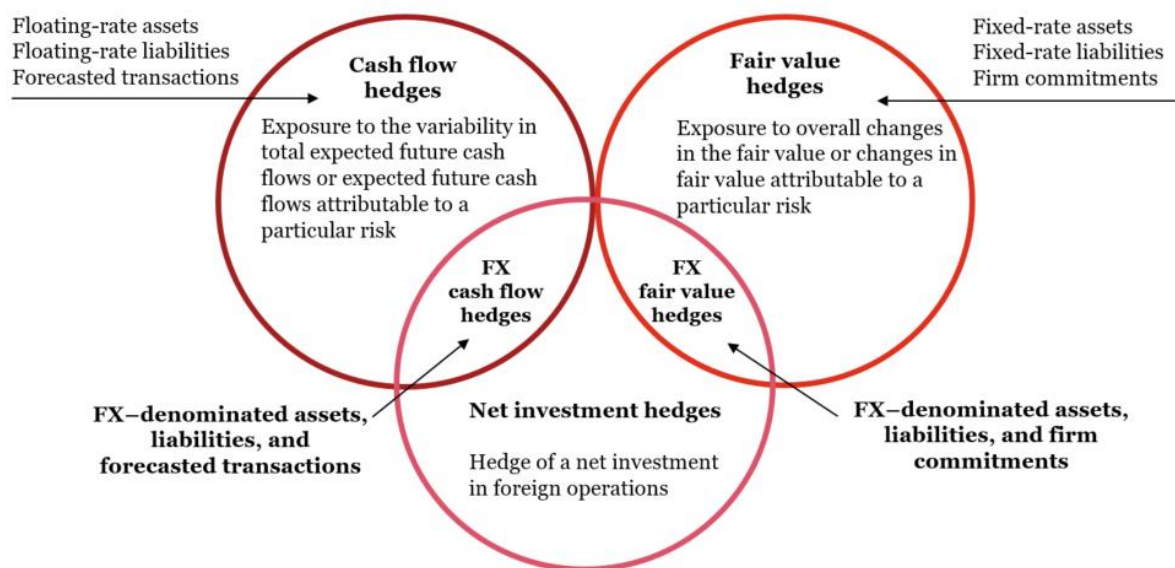 Floating-rate assets
Floating-rate liabilities
Forecasted transactions
Cash flow
hedges
Exposure to the variability in
total expected future cash
flows or expected future cash
flows attributable to a
particular risk
Fair value
hedges
Exposure to overall changes
in the fair value or changes in
fair value attributable to a
particular risk
Fixed-rate assets
Fixed-rate liabilities
Firm commitments
FX
cash flow
hedges
FX
fair value
hedges
FX–denominated assets,
liabilities, and
forecasted transactions
Net investment hedges
Hedge of a net investment
in foreign operations
FX–denominated assets,
liabilities, and firm
commitments